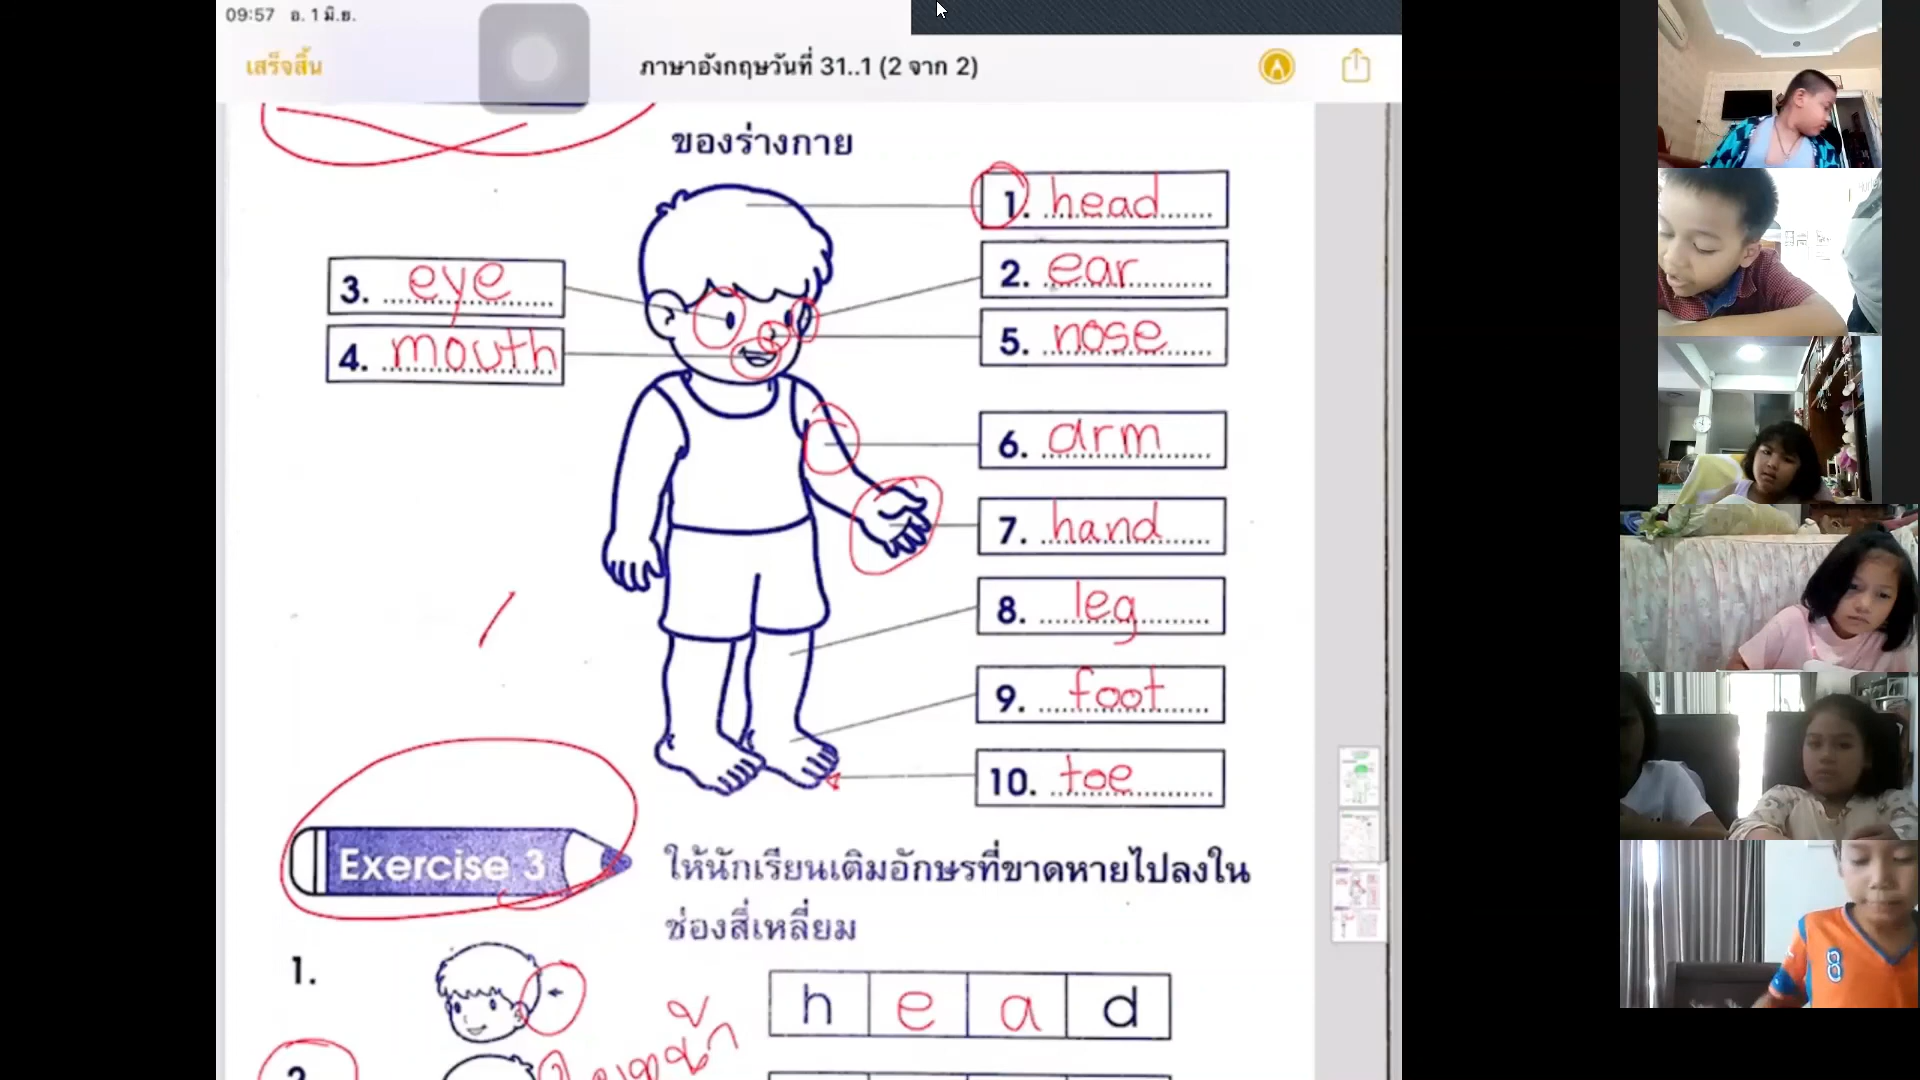 09:57 อ. 1 มิ.ย.
เสร็จสิ้น
ภาษาอังกฤษวันที่ 31..1 (2 จาก 2)
ของร่างกาย
1. head
2. ear
3. eye
4. mouth
5. nose
6. arm
7. hand
8. leg
9. foot
10. toe
Exercise 3
ให้นักเรียนเติมอักษรที่ขาดหายไปลงใน
ช่องสี่เหลี่ยม
1.
h e a d
2
8